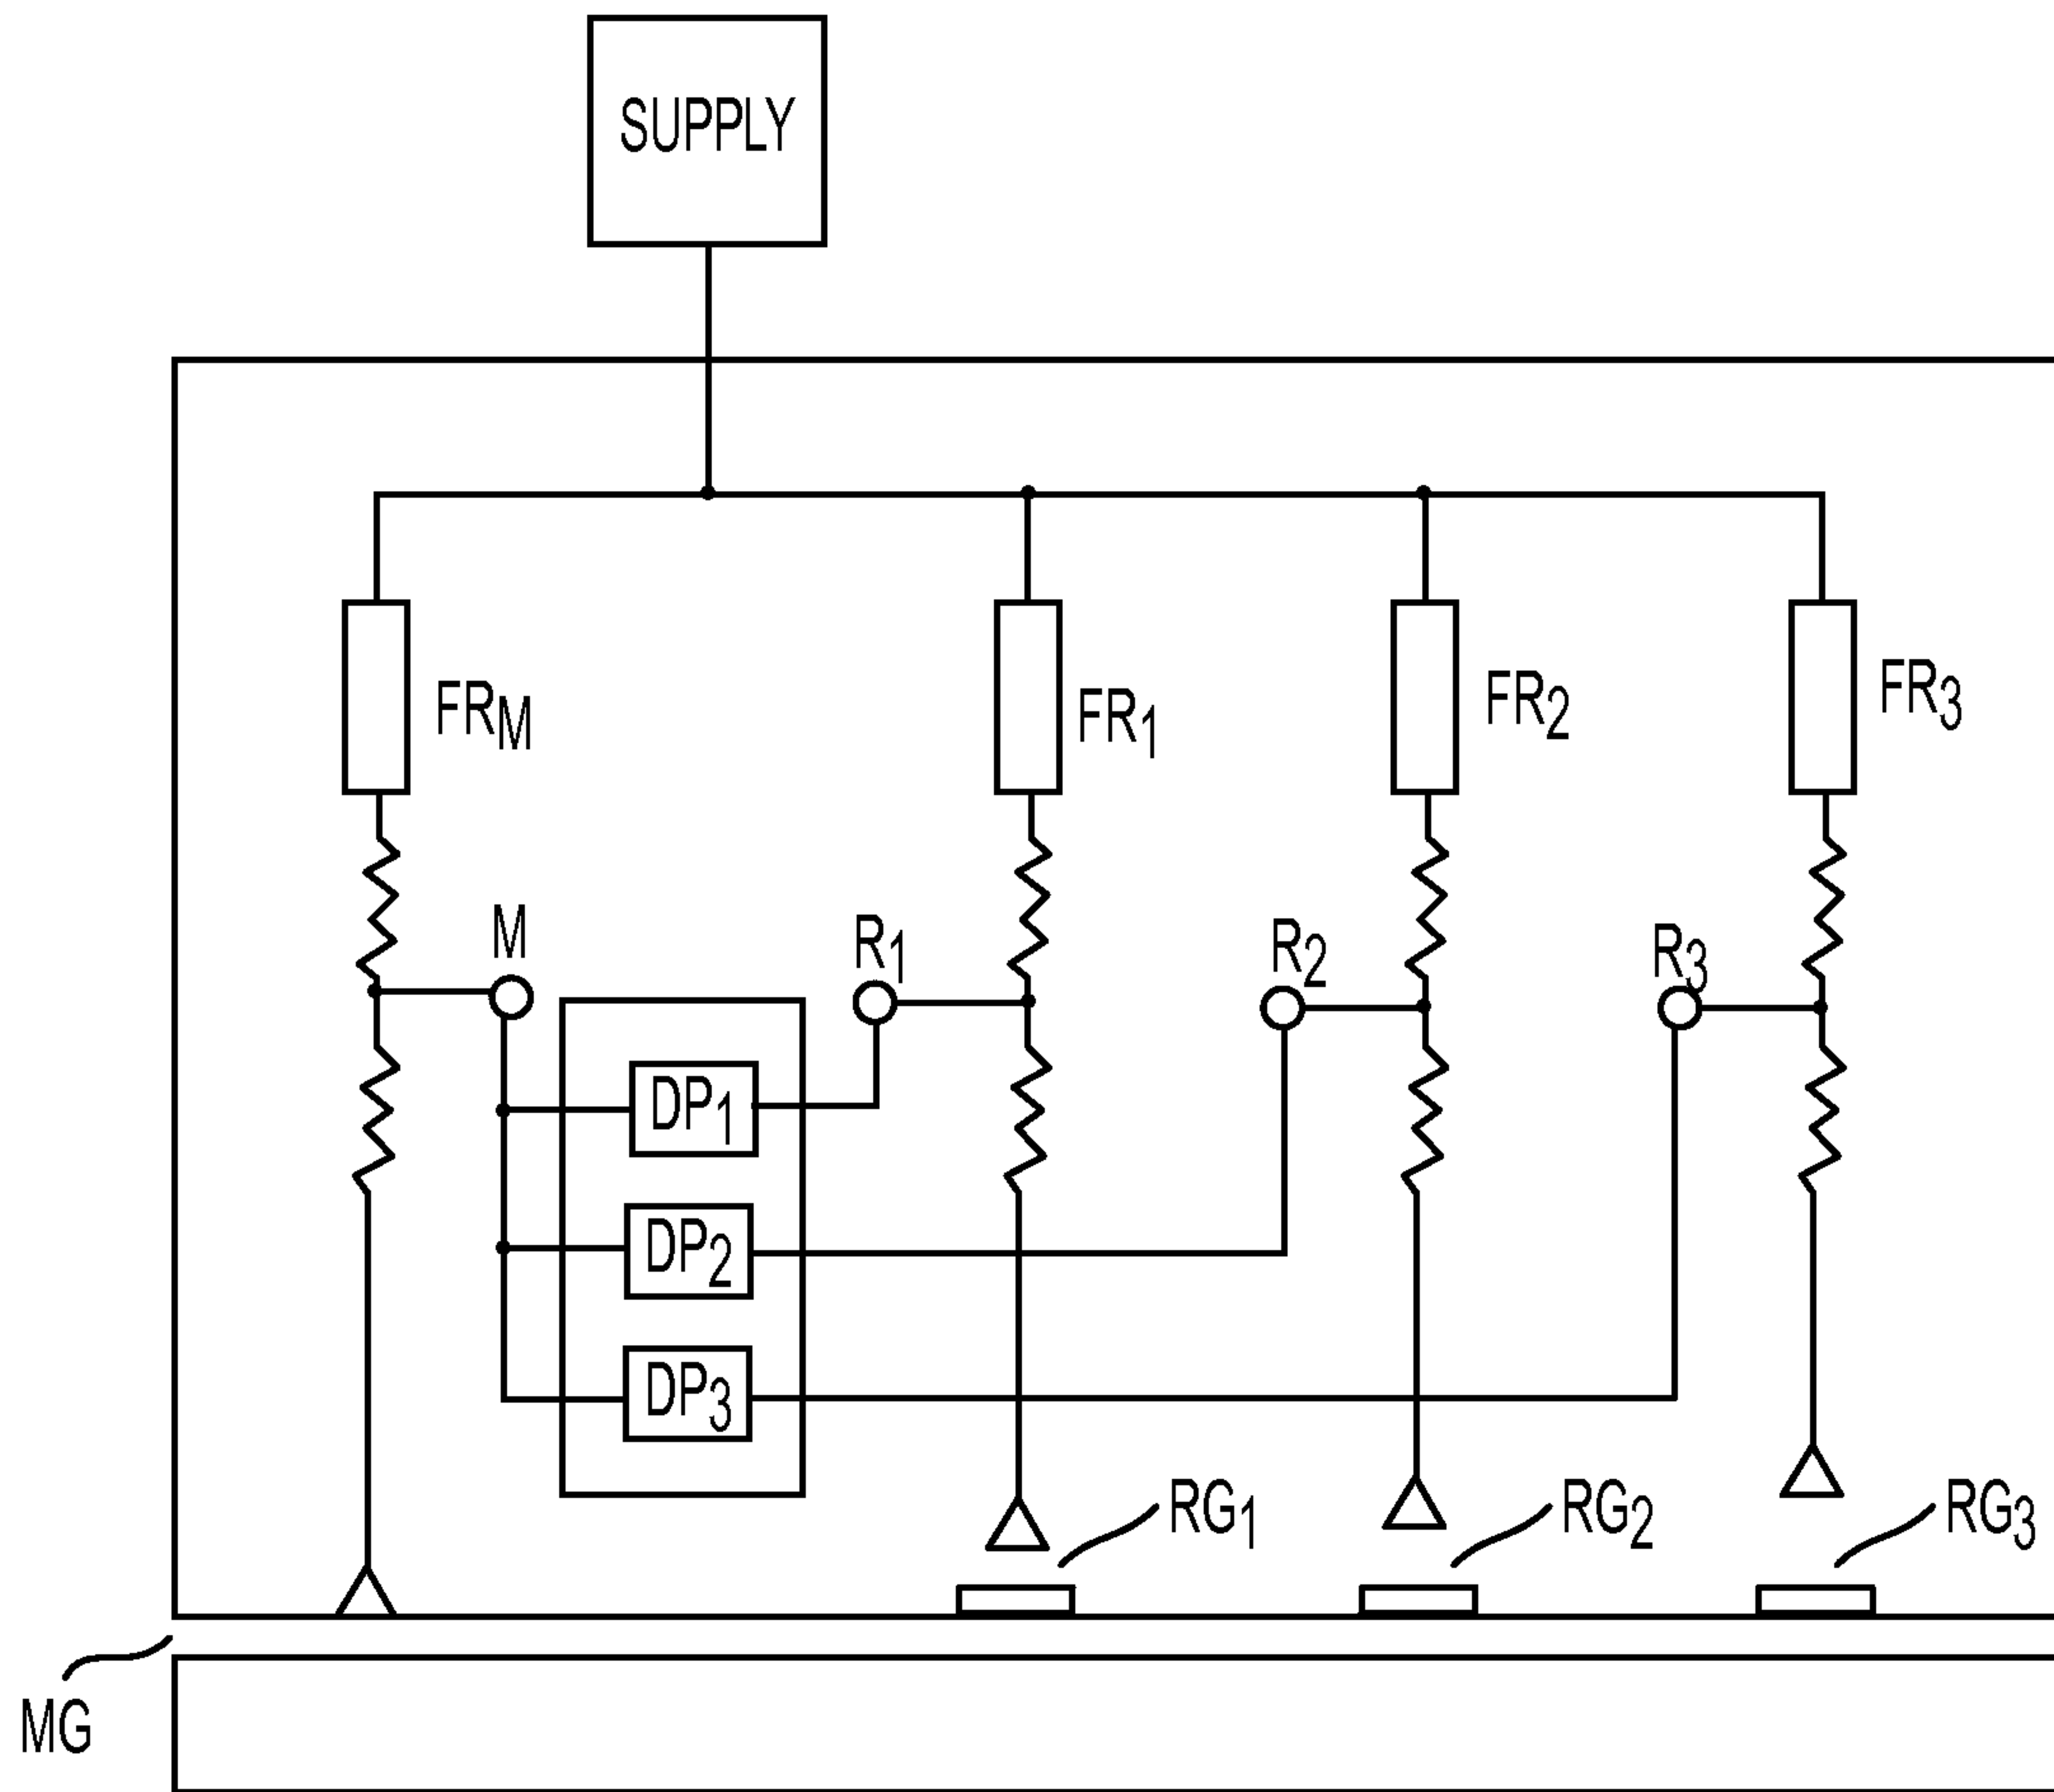 SUPPLY
FRM
FR1
FR2
FR3
M
R1
R2
R3
DP1
DP2
DP3
RG1
RG2
RG3
MG